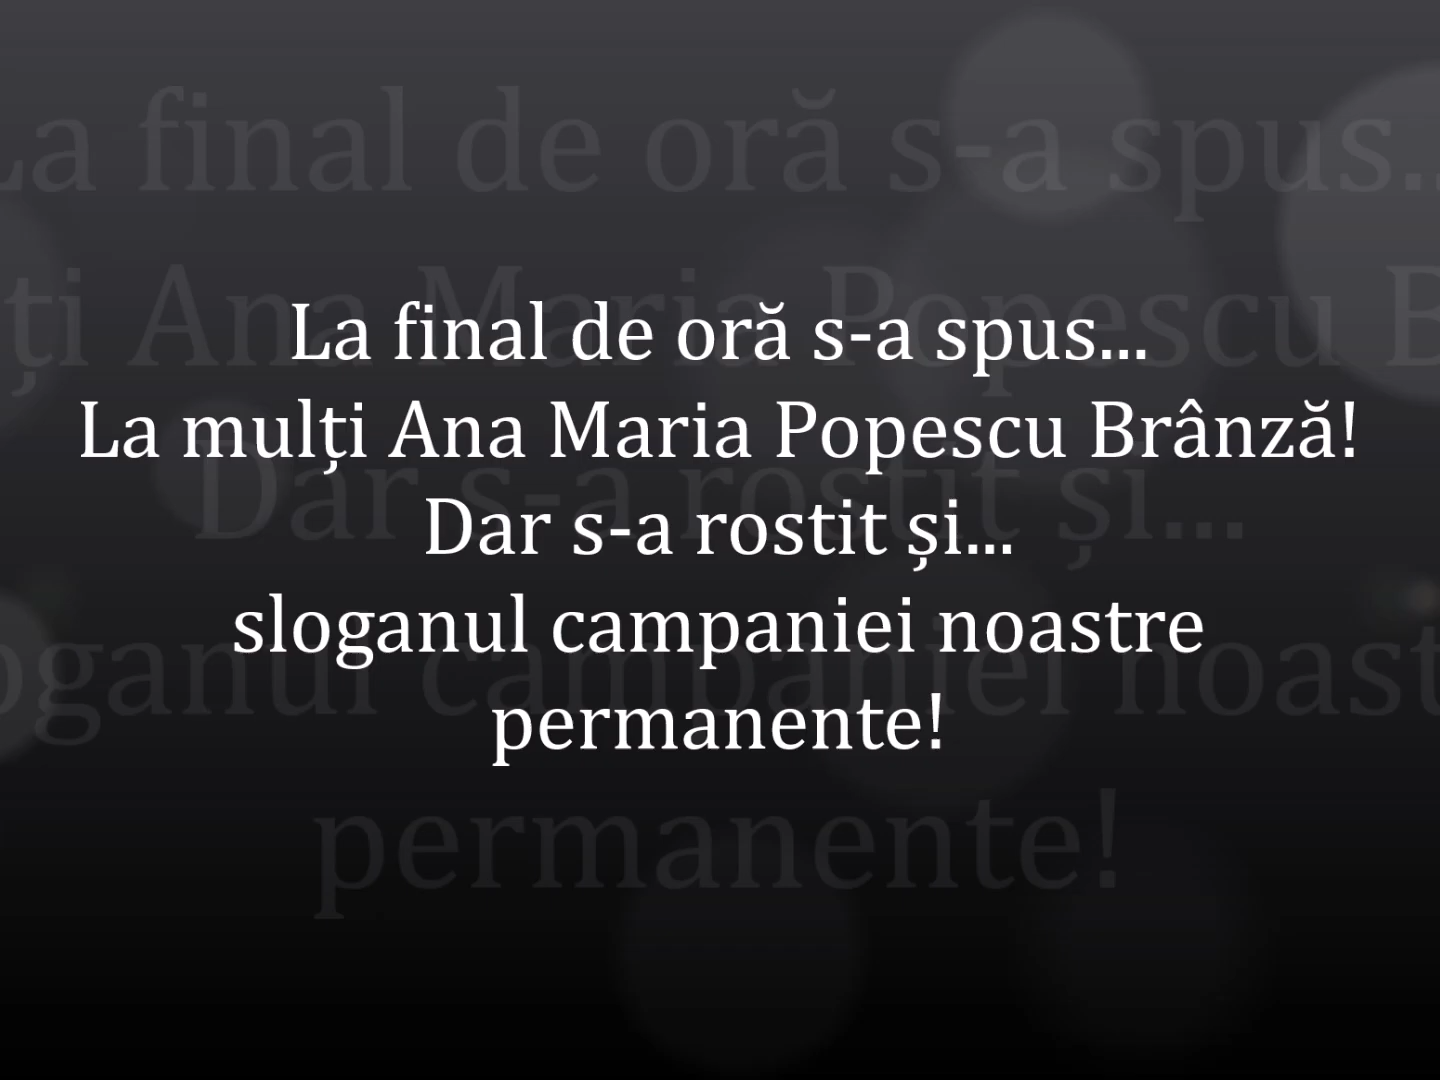 La final de oră s-a spus...
La mulți Ana Maria Popescu Brânză!
Dar s-a rostit și...
sloganul campaniei noastre
permanente!